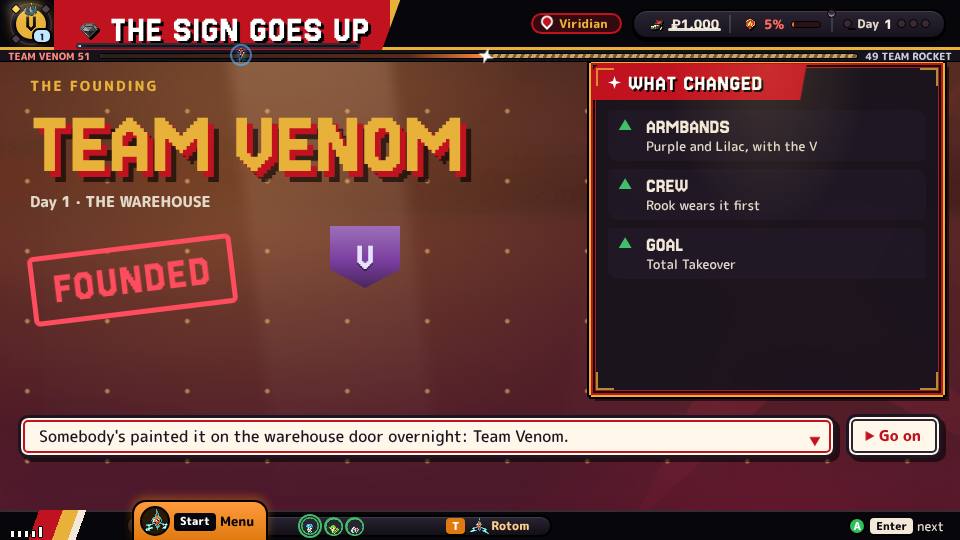 V
1
THE SIGN GOES UP
Viridian
₽1,000
5%
Day 1
TEAM VENOM 51
49 TEAM ROCKET
THE FOUNDING
TEAM VENOM
Day 1 · THE WAREHOUSE
FOUNDED
V
WHAT CHANGED
ARMBANDS
Purple and Lilac, with the V
CREW
Rook wears it first
GOAL
Total Takeover
Somebody's painted it on the warehouse door overnight: Team Venom.
Go on
Start Menu
T Rotom
A Enter next